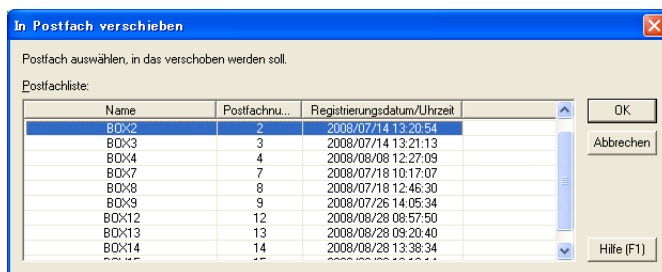 In Postfach verschieben
Postfach auswählen, in das verschoben werden soll.
Postfachliste:
Name Postfachnu... Registrierungsdatum/Uhrzeit
BOX2 2 2008/07/14 13:20:54
BOX3 3 2008/07/14 13:21:13
BOX4 4 2008/08/08 12:27:09
BOX7 7 2008/07/18 10:17:07
BOX8 8 2008/07/18 12:46:30
BOX9 9 2008/07/26 14:05:34
BOX12 12 2008/08/28 08:57:50
BOX13 13 2008/08/28 09:20:40
BOX14 14 2008/08/28 13:38:34
OK
Abbrechen
Hilfe (F1)